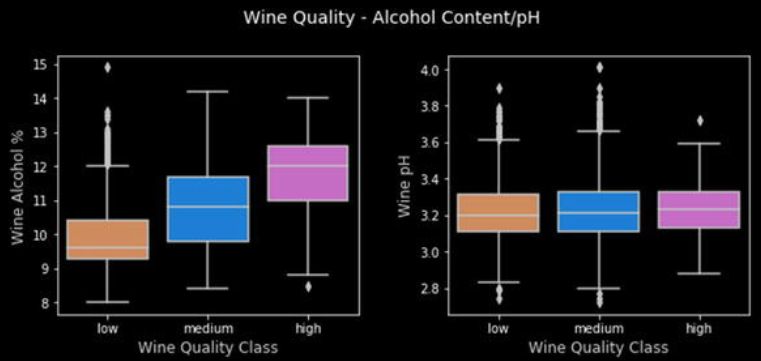 Wine Quality - Alcohol Content/pH
Wine Alcohol %
15
14
13
12
11
10
9
8
low medium high
Wine Quality Class
Wine pH
4.0
3.8
3.6
3.4
3.2
3.0
2.8
low medium high
Wine Quality Class